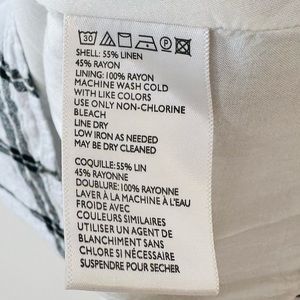 30
SHELL: 55% LINEN
45% RAYON
LINING: 100% RAYON
MACHINE WASH COLD
WITH LIKE COLORS
USE ONLY NON-CHLORINE
BLEACH
LINE DRY
LOW IRON AS NEEDED
MAY BE DRY CLEANED
COQUILLE: 55% LIN
45% RAYONNE
DOUBLURE: 100% RAYONNE
LAVER À LA MACHINE À L'EAU
FROIDE AVEC
COULEURS SIMILAIRES
UTILISER UN AGENT DE
BLANCHIMENT SANS
CHLORE SI NÉCESSAIRE
SUSPENDRE POUR SÉCHER